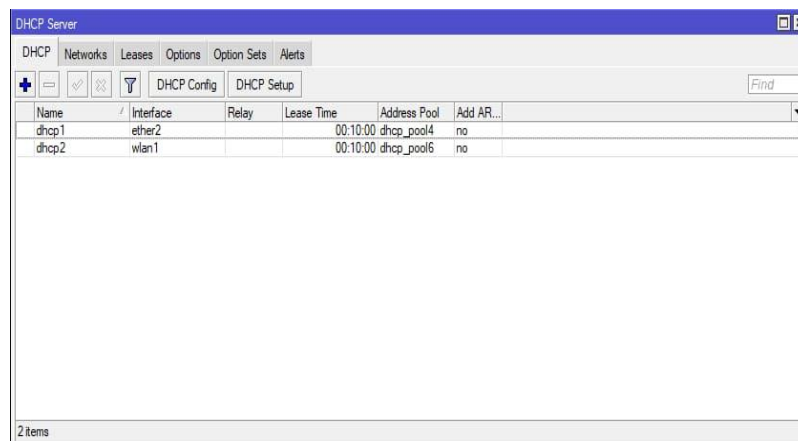 DHCP Server
DHCP Networks Leases Options Option Sets Alerts
DHCP Config DHCP Setup Find
Name / Interface Relay Lease Time Address Pool Add AR...
dhcp1 ether2 00:10:00 dhcp_pool4 no
dhcp2 wlan1 00:10:00 dhcp_pool6 no
2 items